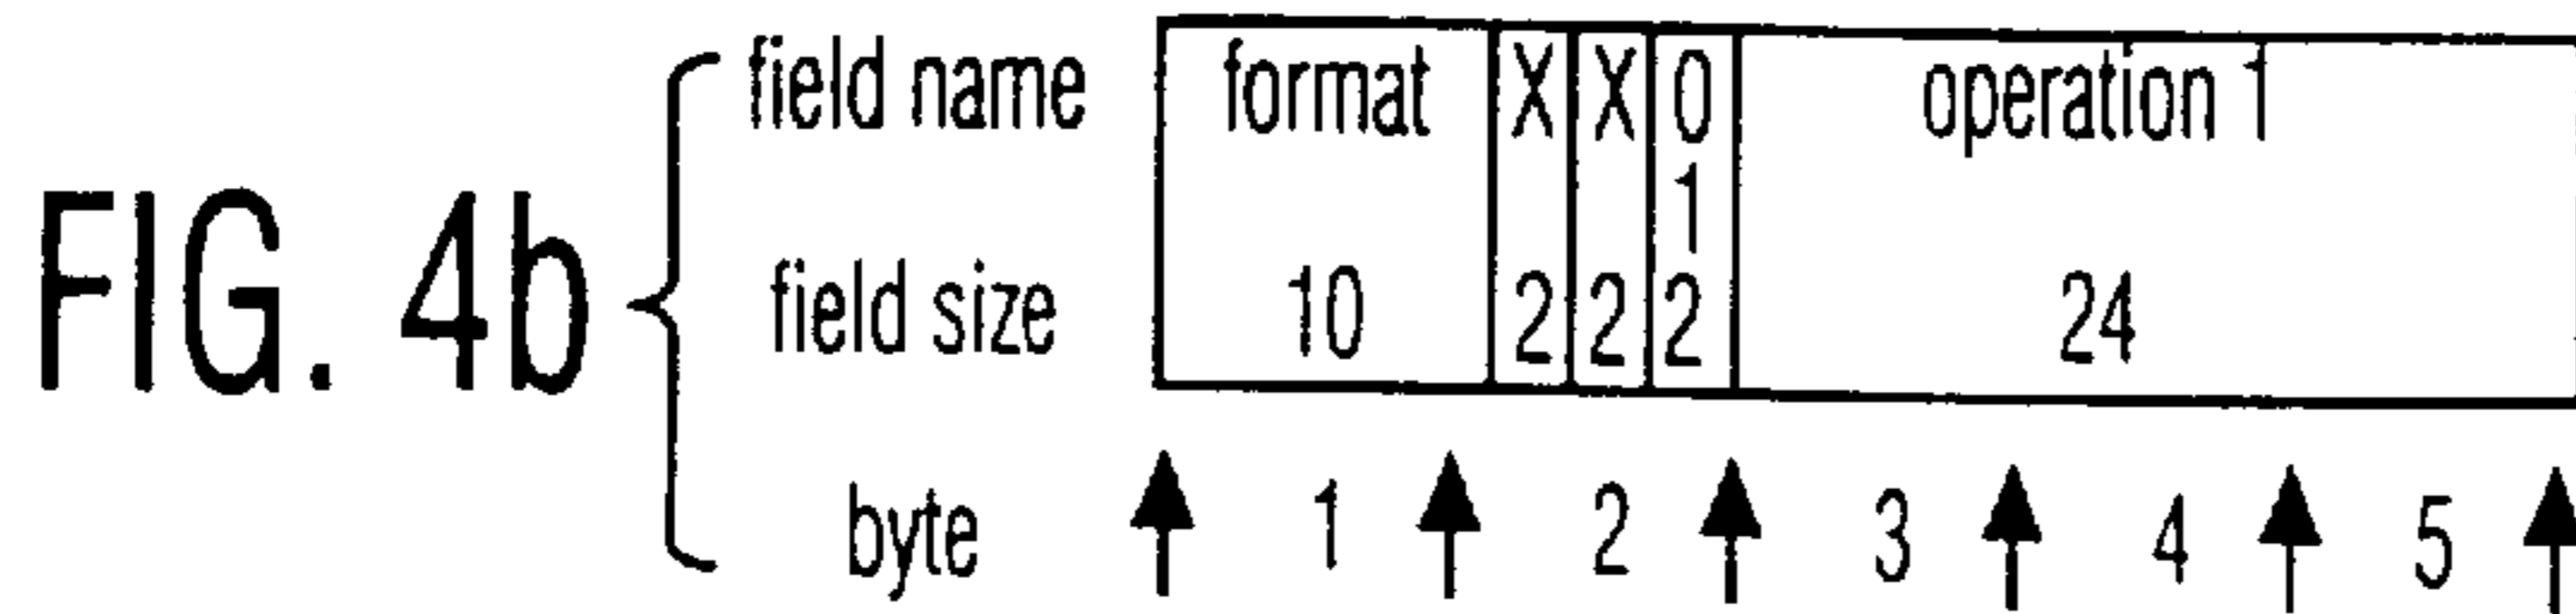 field name format X X 0 operation 1
1
FIG. 4b
field size 10 2 2 2 24
byte 1 2 3 4 5